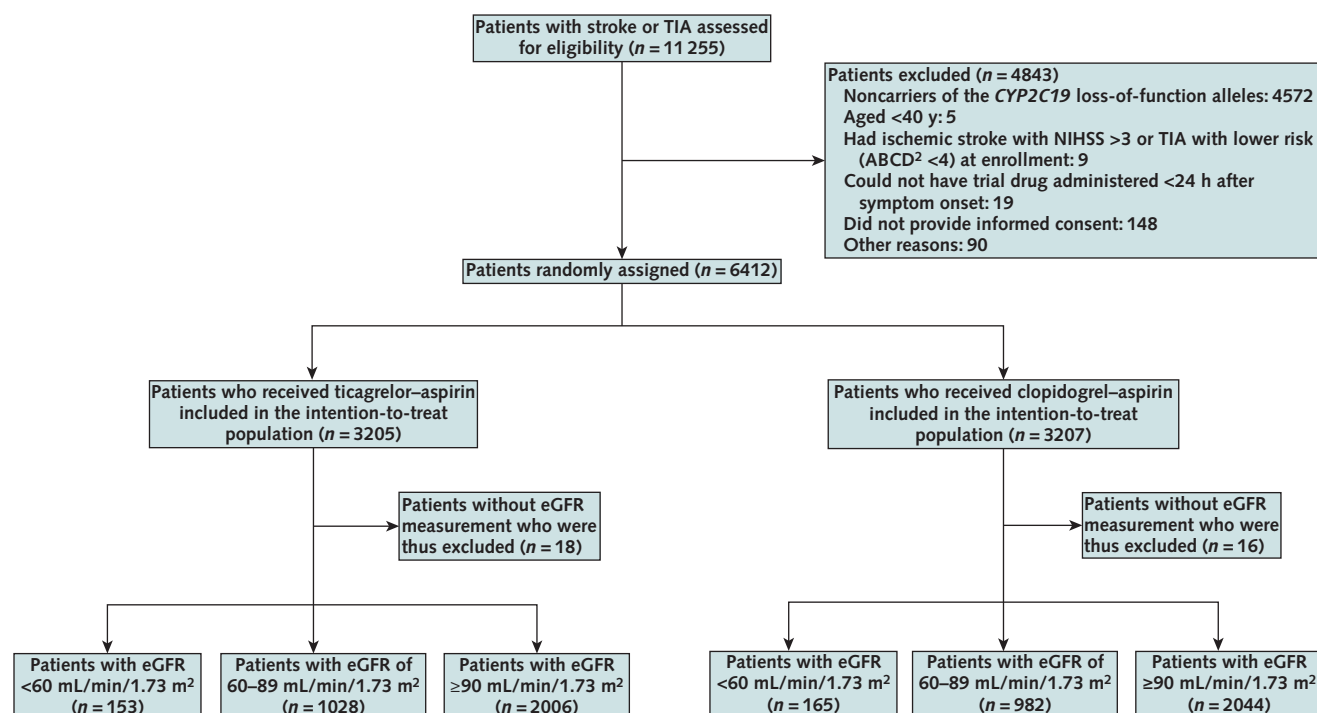 Patients with stroke or TIA assessed
for eligibility (n = 11 255)
Patients excluded (n = 4843)
Noncarriers of the CYP2C19 loss-of-function alleles: 4572
Aged <40 y: 5
Had ischemic stroke with NIHSS >3 or TIA with lower risk
(ABCD² <4) at enrollment: 9
Could not have trial drug administered <24 h after
symptom onset: 19
Did not provide informed consent: 148
Other reasons: 90
Patients randomly assigned (n = 6412)
Patients who received ticagrelor–aspirin
included in the intention-to-treat
population (n = 3205)
Patients who received clopidogrel–aspirin
included in the intention-to-treat
population (n = 3207)
Patients without eGFR
measurement who were
thus excluded (n = 18)
Patients without eGFR
measurement who were
thus excluded (n = 16)
Patients with eGFR
<60 mL/min/1.73 m²
(n = 153)
Patients with eGFR of
60–89 mL/min/1.73 m²
(n = 1028)
Patients with eGFR
≥90 mL/min/1.73 m²
(n = 2006)
Patients with eGFR
<60 mL/min/1.73 m²
(n = 165)
Patients with eGFR of
60–89 mL/min/1.73 m²
(n = 982)
Patients with eGFR
≥90 mL/min/1.73 m²
(n = 2044)